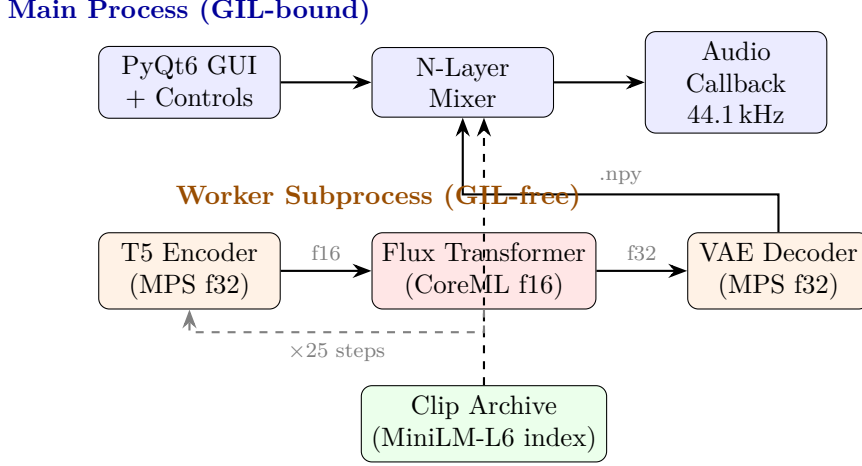 Main Process (GIL-bound)
PyQt6 GUI
+ Controls
N-Layer
Mixer
Audio
Callback
44.1 kHz
.npy
Worker Subprocess (GIL-free)
T5 Encoder
(MPS f32)
f16
Flux Transformer
(CoreML f16)
f32
VAE Decoder
(MPS f32)
×25 steps
Clip Archive
(MiniLM-L6 index)